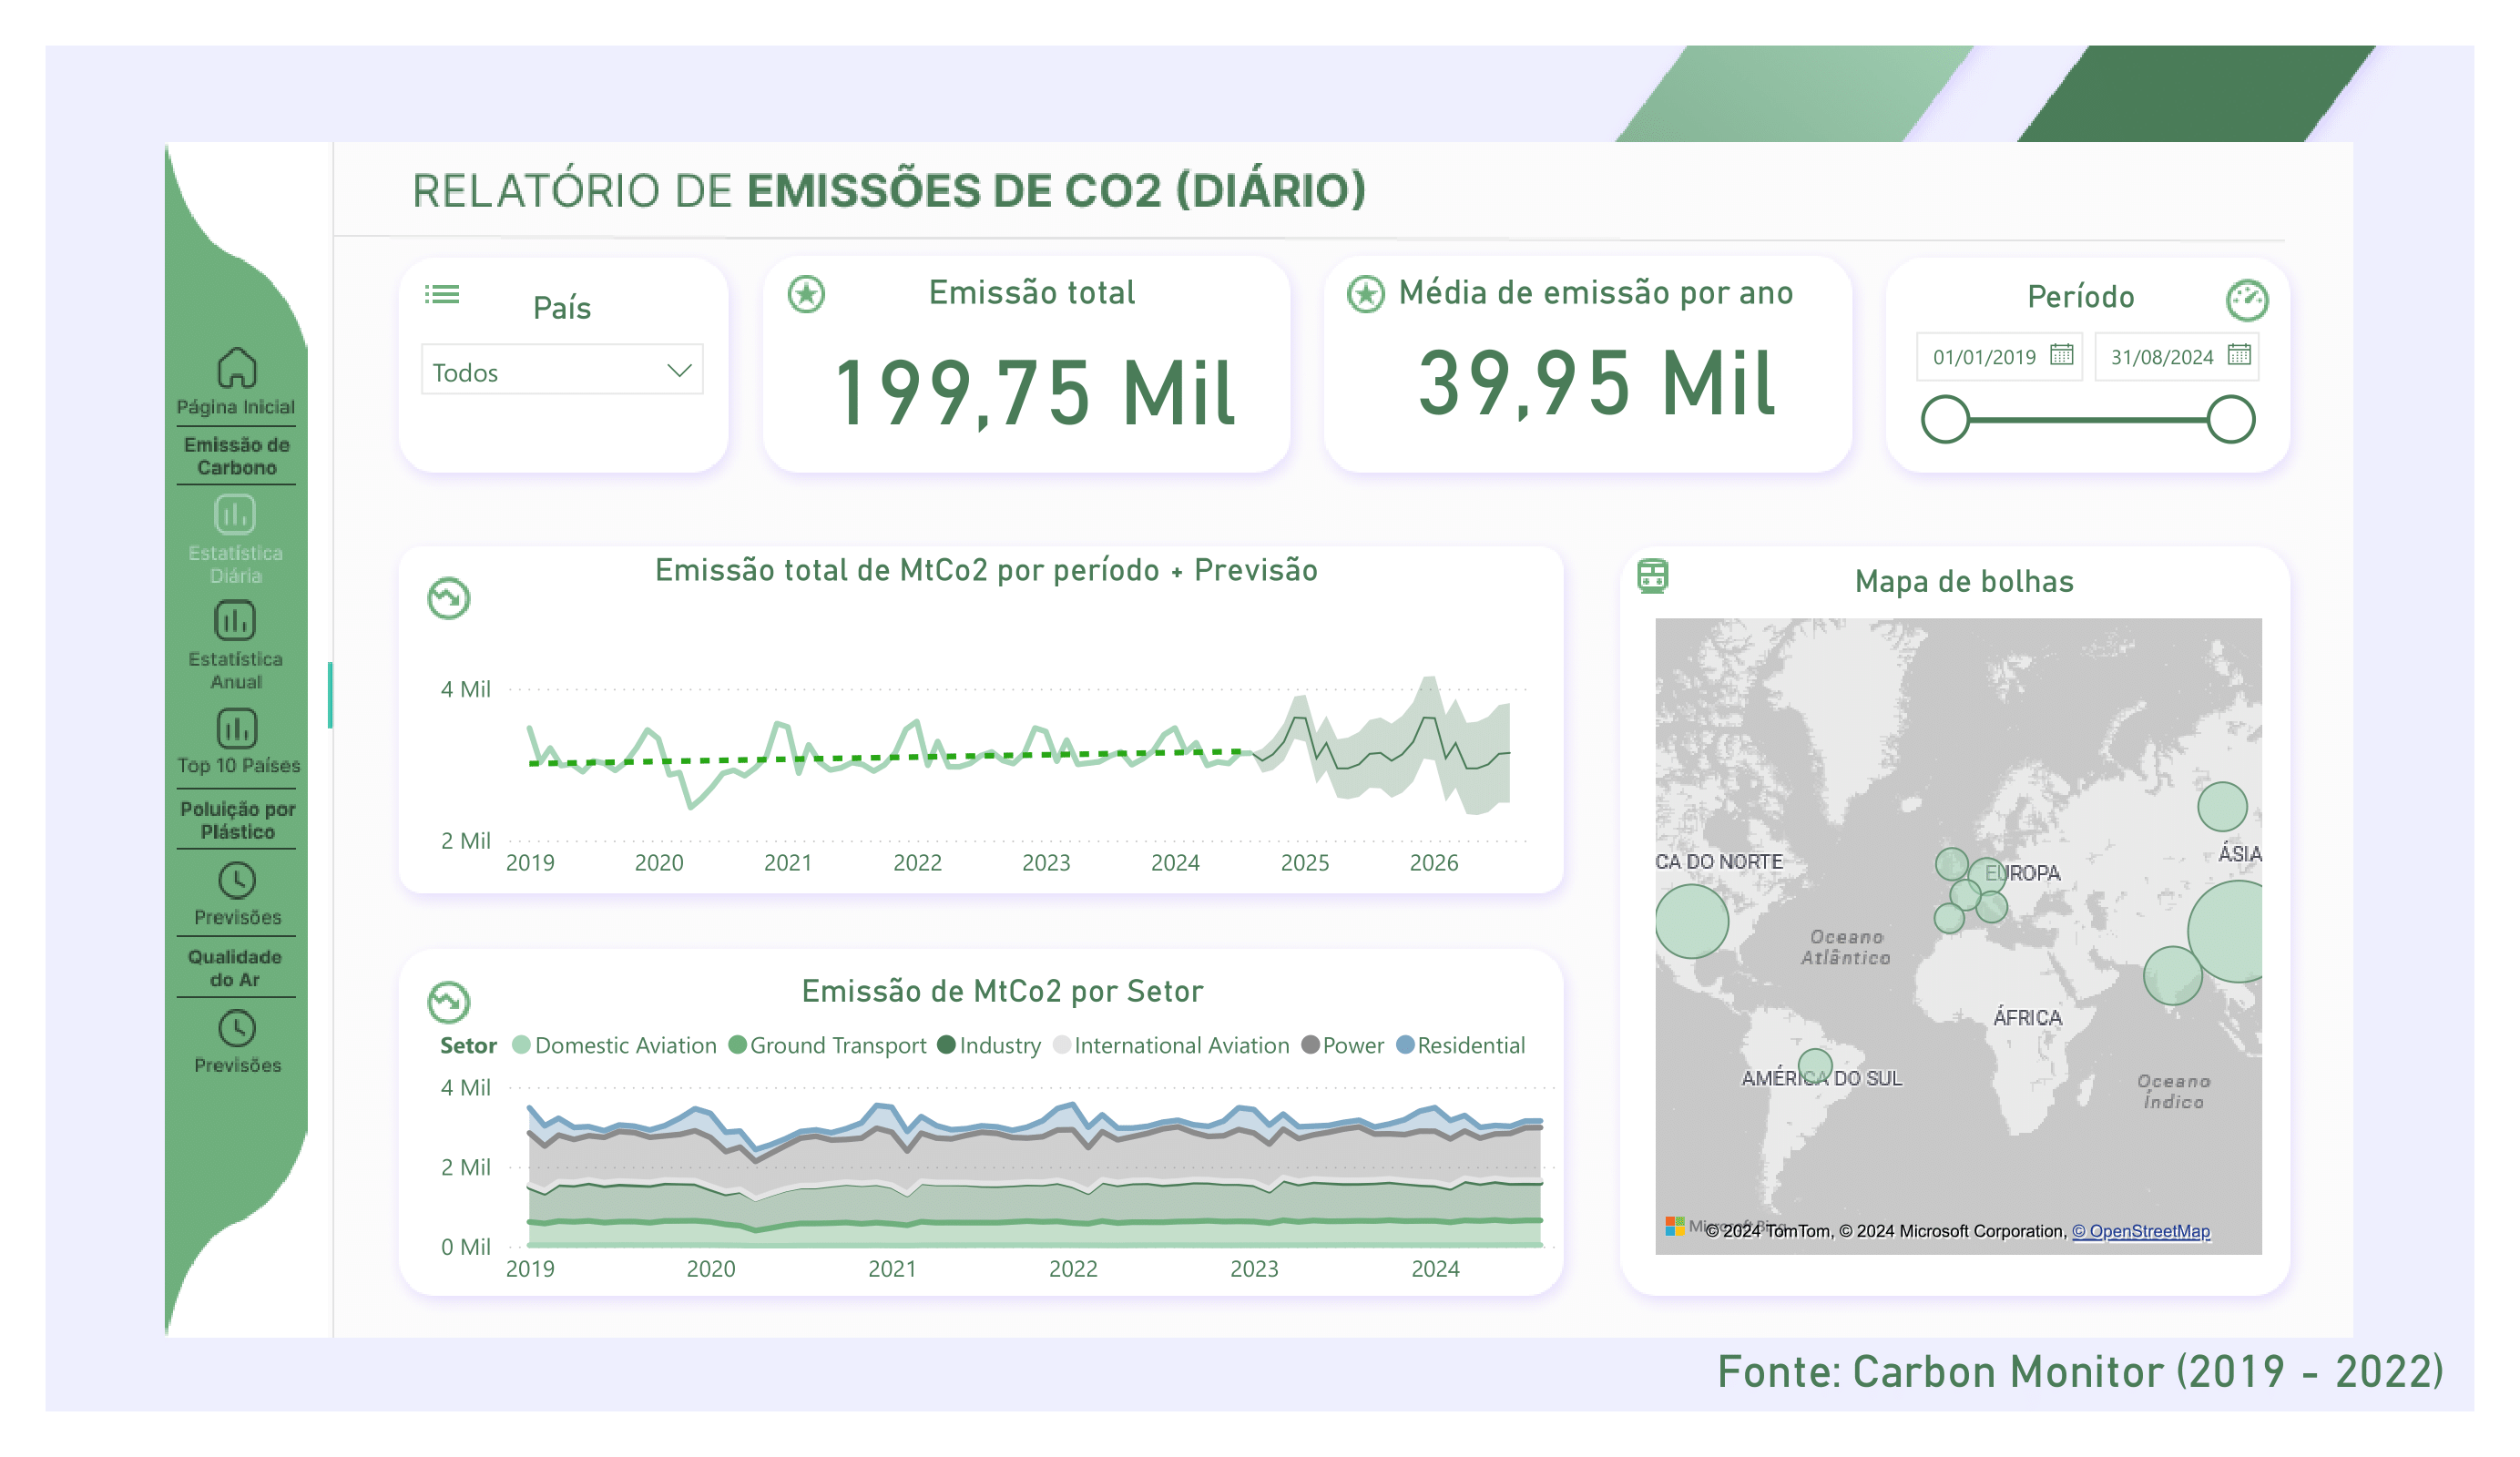 RELATÓRIO DE EMISSÕES DE CO2 (DIÁRIO)
Página Inicial
Emissão de
Carbono
Estatística
Diária
Estatística
Anual
Top 10 Países
Poluição por
Plástico
Previsões
Qualidade
do Ar
Previsões
País
Todos
Emissão total
199,75 Mil
Média de emissão por ano
39,95 Mil
Período
01/01/2019 31/08/2024
Emissão total de MtCo2 por período + Previsão
4 Mil
2 Mil
2019 2020 2021 2022 2023 2024 2025 2026
Emissão de MtCo2 por Setor
Setor Domestic Aviation Ground Transport Industry International Aviation Power Residential
4 Mil
2 Mil
0 Mil
2019 2020 2021 2022 2023 2024
Mapa de bolhas
ÁSIA
CA DO NORTE
EUROPA
Oceano
Atlântico
ÁFRICA
AMÉRICA DO SUL
Oceano
Índico
Microsoft Bing
© 2024 TomTom, © 2024 Microsoft Corporation, © OpenStreetMap
Fonte: Carbon Monitor (2019 - 2022)